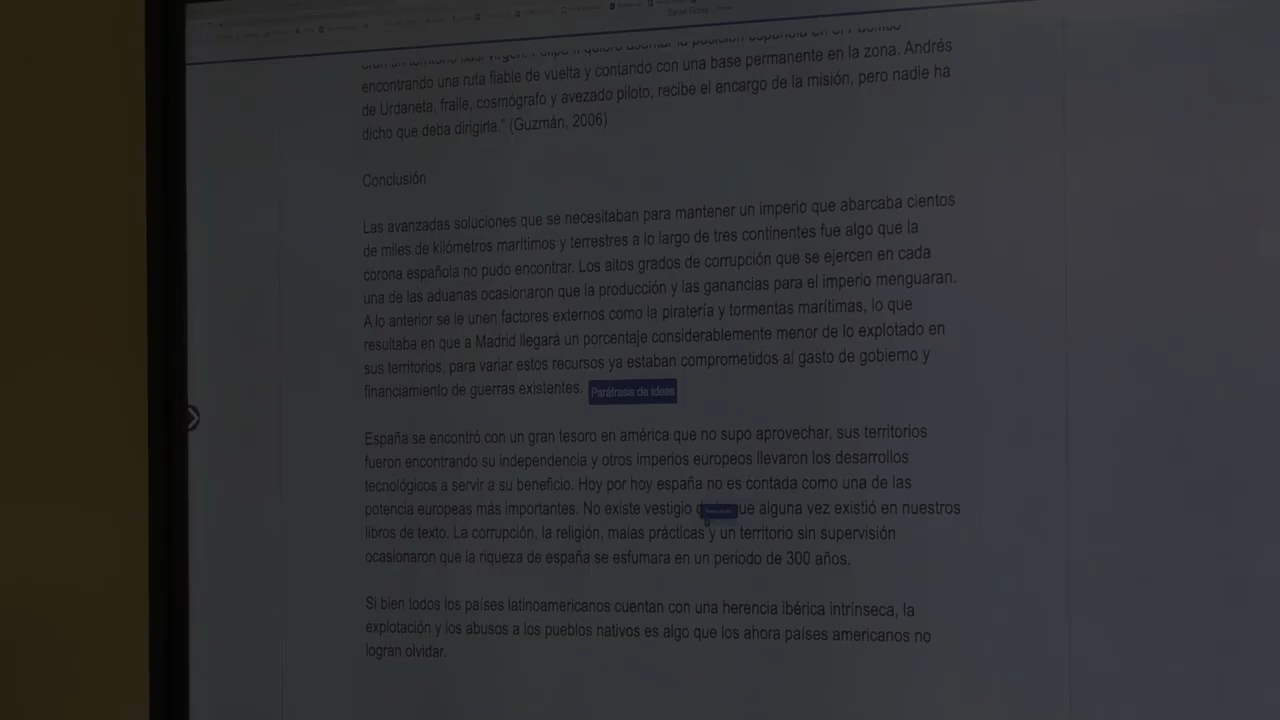 encontrando una ruta fiable de vuelta y contando con una base permanente en la zona. Andrés
de Urdaneta, fraile, cosmógrafo y avezado piloto, recibe el encargo de la misión, pero nadie ha
dicho que deba dirigirla." (Guzmán, 2006)
Conclusión
Las avanzadas soluciones que se necesitaban para mantener un imperio que abarcaba cientos
de miles de kilómetros marítimos y terrestres a lo largo de tres continentes fue algo que la
corona española no pudo encontrar. Los altos grados de corrupción que se ejercen en cada
una de las aduanas ocasionaron que la producción y las ganancias para el imperio menguaran.
A lo anterior se le unen factores externos como la piratería y tormentas marítimas, lo que
resultaba en que a Madrid llegará un porcentaje considerablemente menor de lo explotado en
sus territorios, para variar estos recursos ya estaban comprometidos al gasto de gobierno y
financiamiento de guerras existentes. Paráfrasis de ideas
España se encontró con un gran tesoro en américa que no supo aprovechar, sus territorios
fueron encontrando su independencia y otros imperios europeos llevaron los desarrollos
tecnológicos a servir a su beneficio. Hoy por hoy españa no es contada como una de las
potencia europeas más importantes. No existe vestigio que alguna vez existió en nuestros
libros de texto. La corrupción, la religión, malas prácticas y un territorio sin supervisión
ocasionaron que la riqueza de españa se esfumara en un periodo de 300 años.
Si bien todos los países latinoamericanos cuentan con una herencia ibérica intrínseca, la
explotación y los abusos a los pueblos nativos es algo que los ahora países americanos no
logran olvidar.